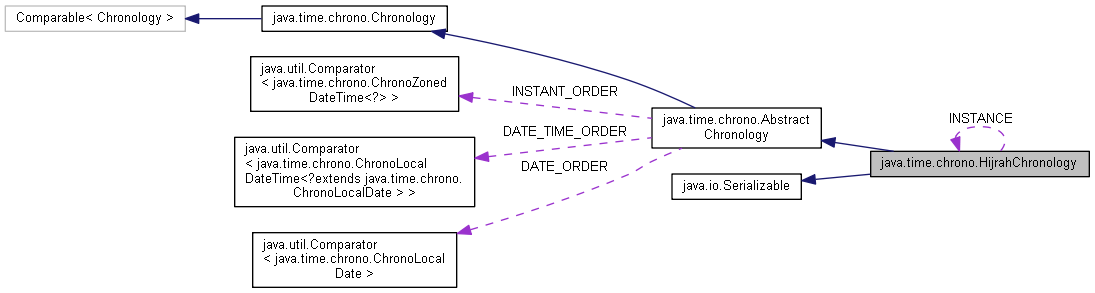 Comparable< Chronology >
java.time.chrono.Chronology
java.util.Comparator
< java.time.chrono.ChronoZoned
DateTime<?> >
INSTANT_ORDER
java.time.chrono.Abstract
Chronology
INSTANCE
DATE_TIME_ORDER
java.util.Comparator
< java.time.chrono.ChronoLocal
DateTime<?extends java.time.chrono.
ChronoLocalDate > >
DATE_ORDER
java.time.chrono.HijrahChronology
java.io.Serializable
java.util.Comparator
< java.time.chrono.ChronoLocal
Date >